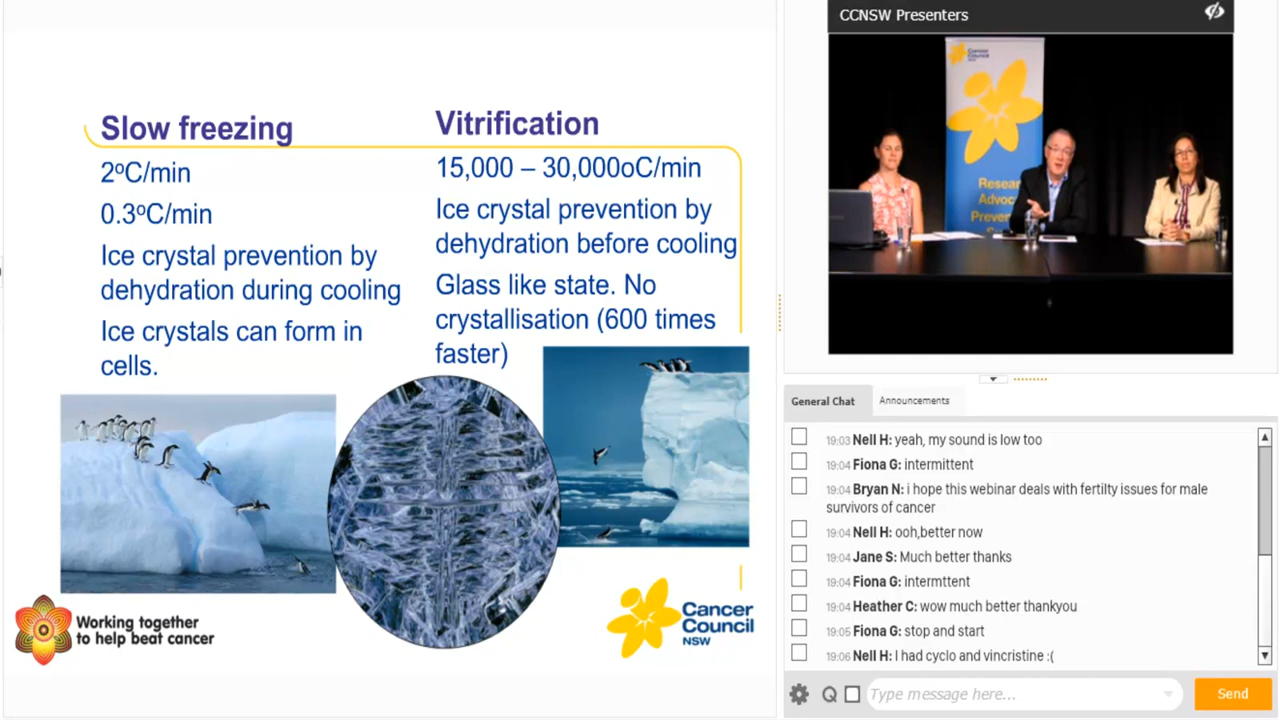 Slow freezing
2ºC/min
0.3ºC/min
Ice crystal prevention by
dehydration during cooling
Ice crystals can form in
cells.
Vitrification
15,000 – 30,000oC/min
Ice crystal prevention by
dehydration before cooling
Glass like state. No
crystallisation (600 times
faster)
Working together
to help beat cancer
Cancer
Council
NSW
CCNSW Presenters
Cancer
Council
General Chat
Announcements
19:03 Nell H: yeah, my sound is low too
19:04 Fiona G: intermittent
19:04 Bryan N: i hope this webinar deals with fertilty issues for male
survivors of cancer
19:04 Nell H: ooh,better now
19:04 Jane S: Much better thanks
19:04 Fiona G: intermttent
19:04 Heather C: wow much better thankyou
19:05 Fiona G: stop and start
19:06 Nell H: I had cyclo and vincristine :(
Q
Type message here...
Send